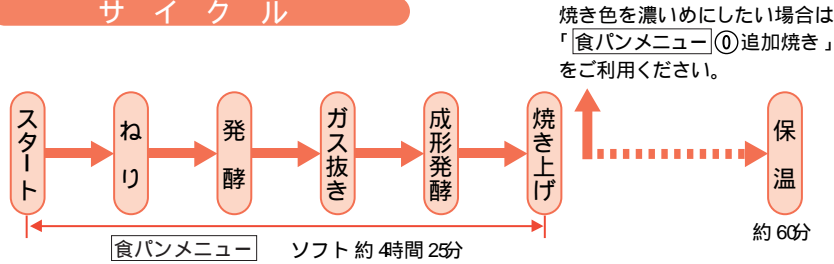 サイクル
焼き色を濃いめにしたい場合は
「食パンメニュー⓪追加焼き」
をご利用ください。
スタート
ねり
発酵
ガス抜き
成形発酵
焼き上げ
保温
約60分
食パンメニュー ソフト 約4時間25分